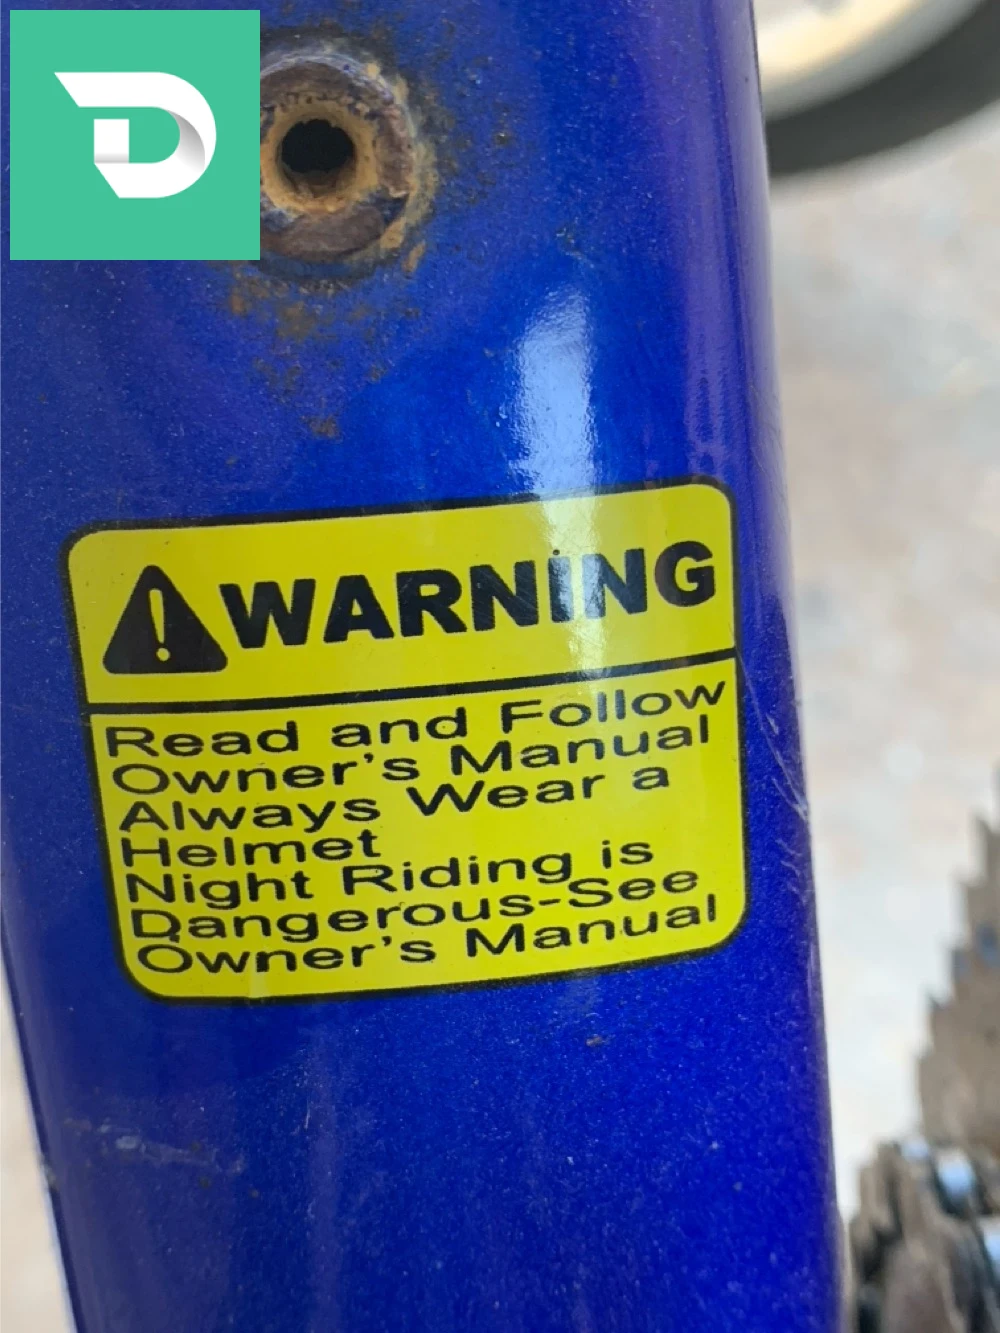 WARNING
Read and Follow
Owner's Manual
Always Wear a
Helmet
Night Riding is
Dangerous-See
Owner's Manual